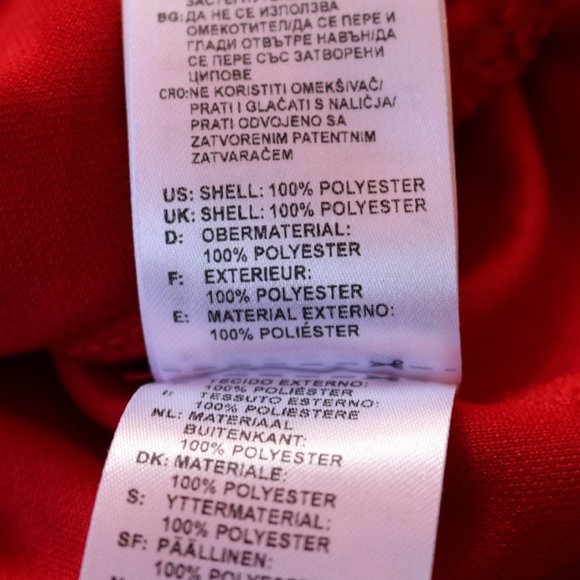 BG: ДА НЕ СЕ ИЗПОЛЗВА
ОМЕКОТИТЕЛ/ДА СЕ ПЕРЕ И
ГЛАДИ ОТВЪТРЕ НАВЪН/ДА
СЕ ПЕРЕ СЪС ЗАТВОРЕНИ
ЦИПОВЕ
CRO: NE KORISTITI OMEKŠIVAČ/
PRATI I GLAČATI S NALIČJA/
PRATI ODVOJENO SA
ZATVORENIM PATENTNIM
ZATVARAČEM
US: SHELL: 100% POLYESTER
UK: SHELL: 100% POLYESTER
D: OBERMATERIAL:
100% POLYESTER
F: EXTERIEUR:
100% POLYESTER
E: MATERIAL EXTERNO:
100% POLIÉSTER
TECIDO EXTERNO:
100% POLIÉSTER
I: TESSUTO ESTERNO:
100% POLIESTERE
NL: MATERIAAL
BUITENKANT:
100% POLYESTER
DK: MATERIALE:
100% POLYESTER
S: YTTERMATERIAL:
100% POLYESTER
SF: PÄÄLLINEN:
100% POLYESTER